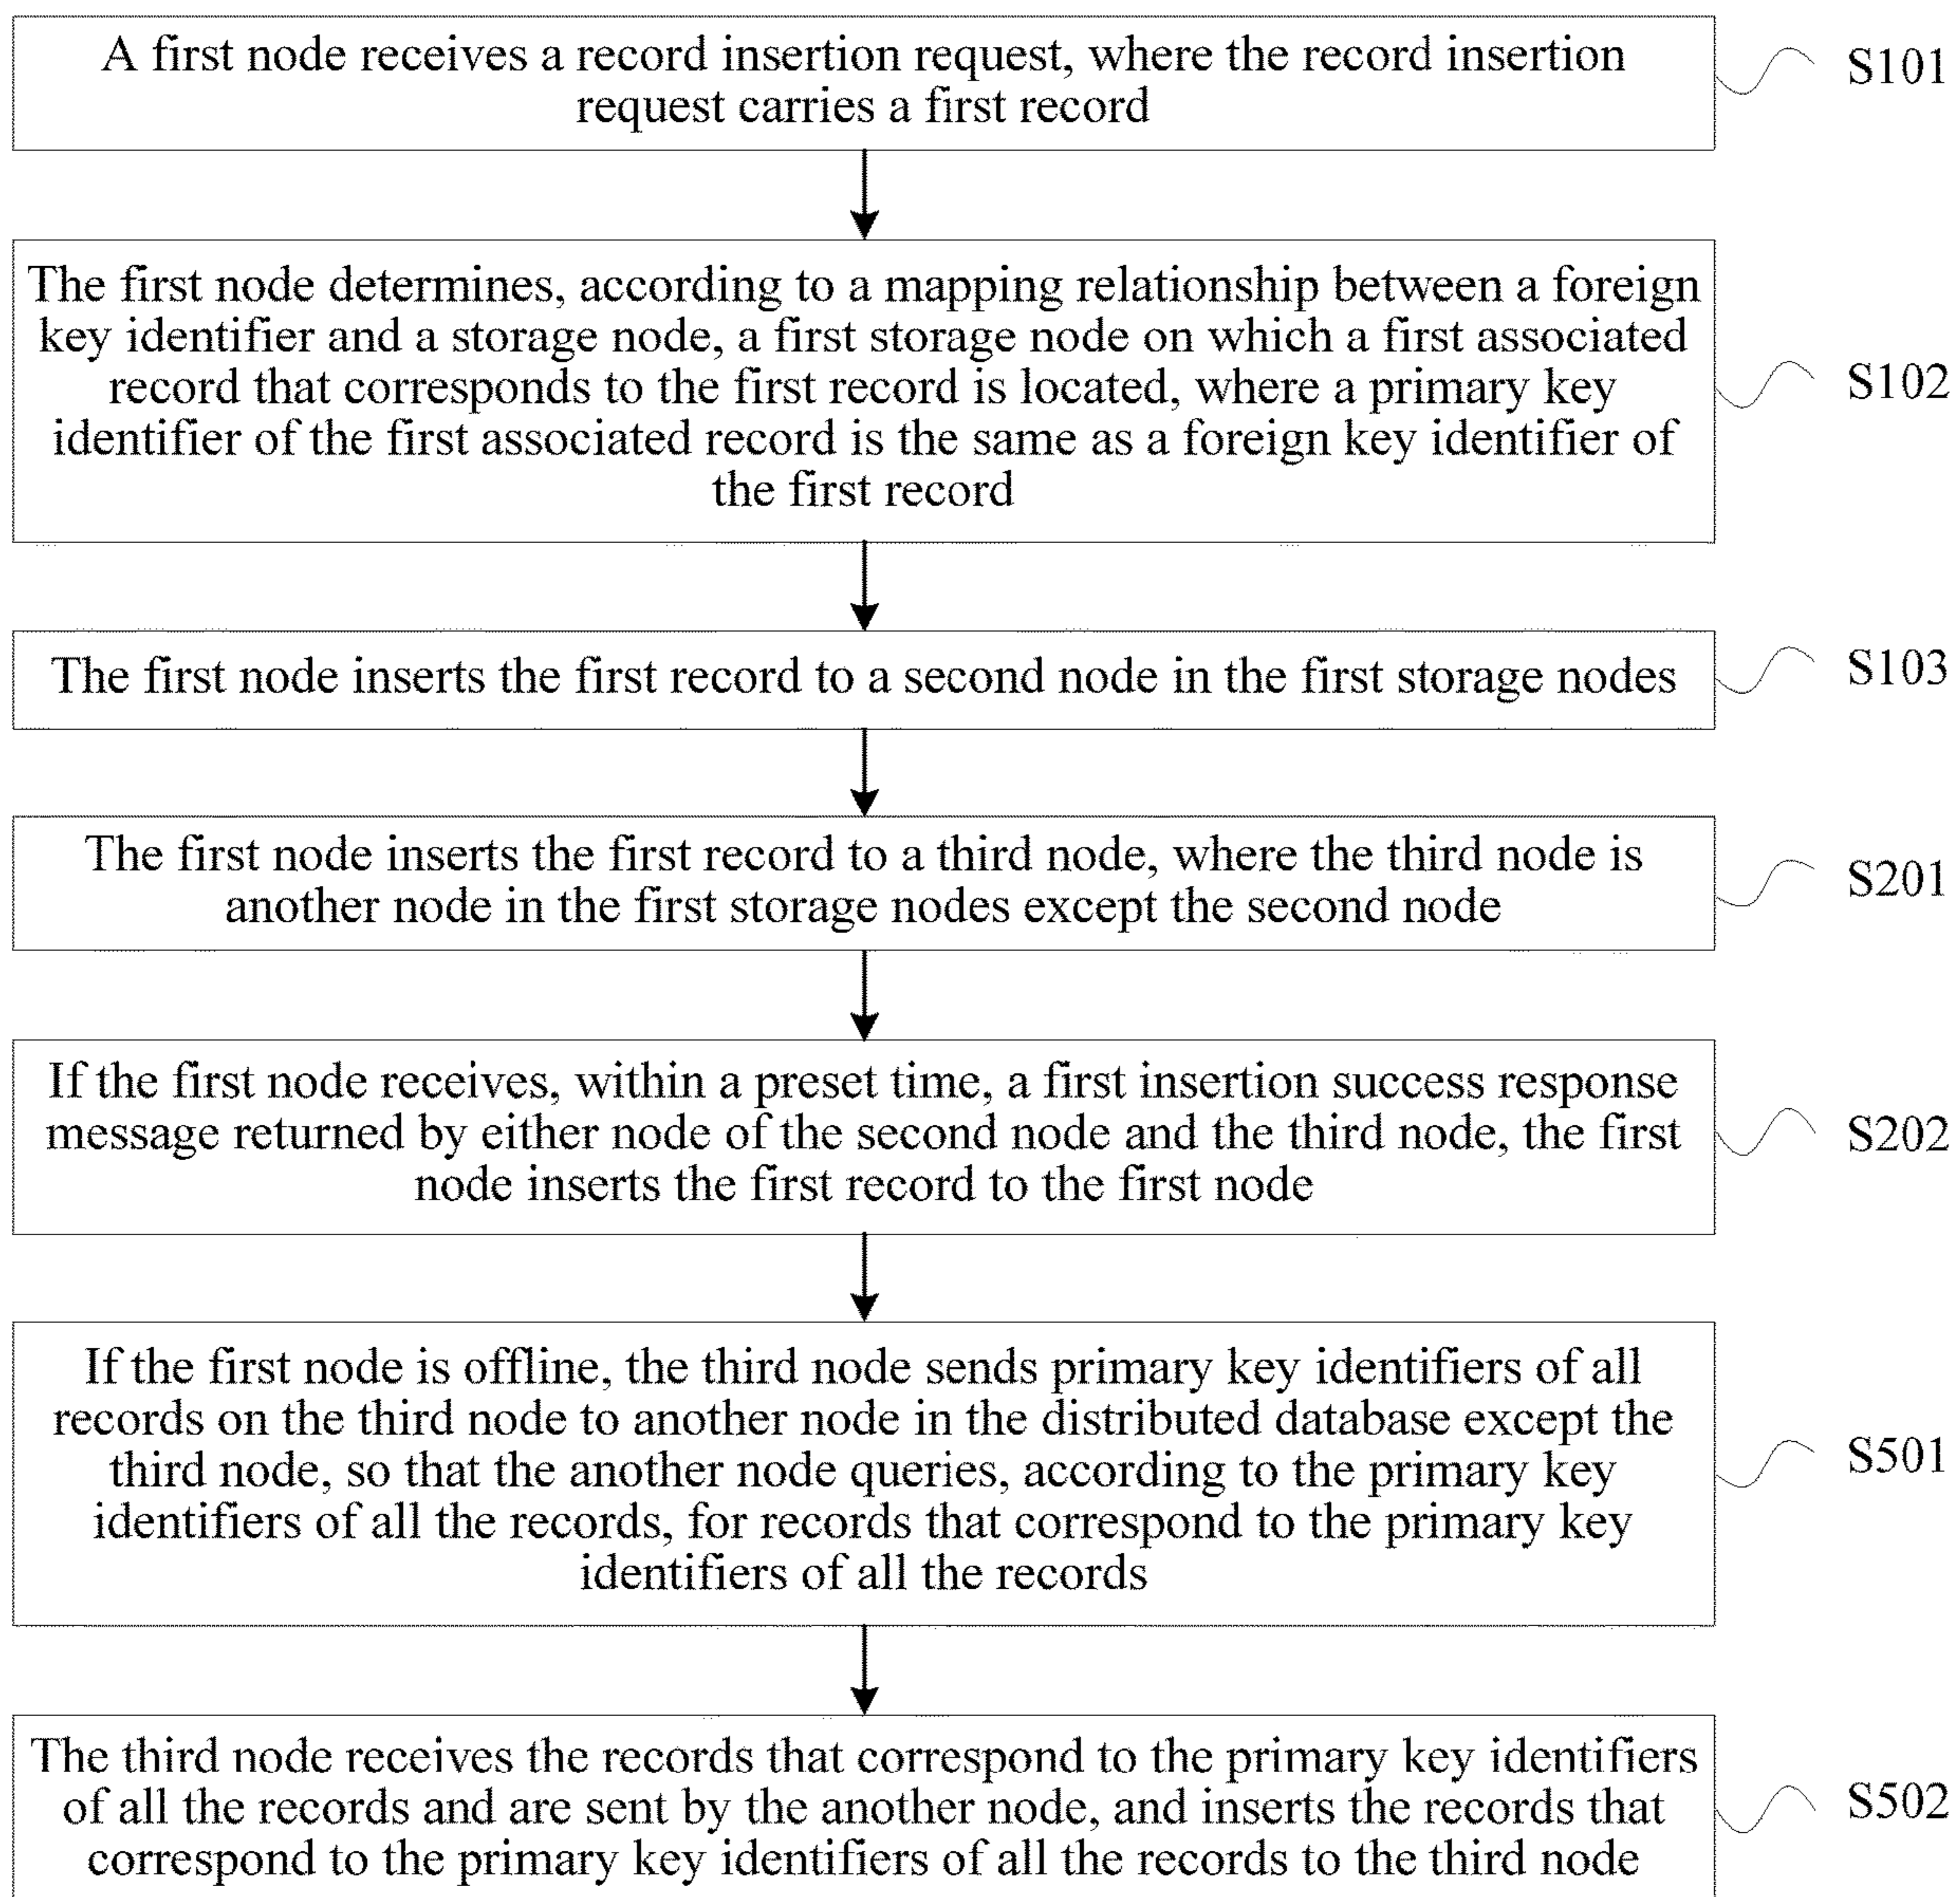 A first node receives a record insertion request, where the record insertion
request carries a first record
S101
The first node determines, according to a mapping relationship between a foreign
key identifier and a storage node, a first storage node on which a first associated
record that corresponds to the first record is located, where a primary key
identifier of the first associated record is the same as a foreign key identifier of
the first record
S102
The first node inserts the first record to a second node in the first storage nodes
S103
The first node inserts the first record to a third node, where the third node is
another node in the first storage nodes except the second node
S201
If the first node receives, within a preset time, a first insertion success response
message returned by either node of the second node and the third node, the first
node inserts the first record to the first node
S202
If the first node is offline, the third node sends primary key identifiers of all
records on the third node to another node in the distributed database except the
third node, so that the another node queries, according to the primary key
identifiers of all the records, for records that correspond to the primary key
identifiers of all the records
S501
The third node receives the records that correspond to the primary key identifiers
of all the records and are sent by the another node, and inserts the records that
correspond to the primary key identifiers of all the records to the third node
S502